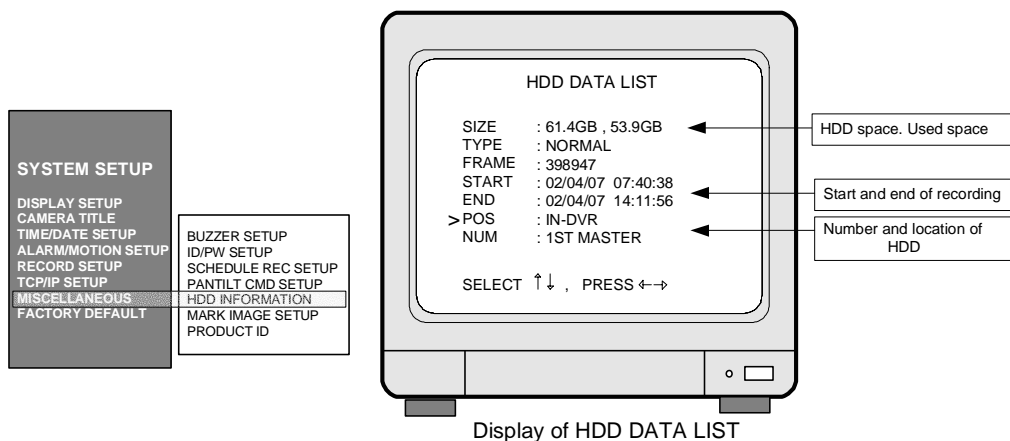 SYSTEM SETUP
DISPLAY SETUP
CAMERA TITLE
TIME/DATE SETUP
ALARM/MOTION SETUP
RECORD SETUP
TCP/IP SETUP
MISCELLANEOUS
FACTORY DEFAULT
BUZZER SETUP
ID/PW SETUP
SCHEDULE REC SETUP
PANTILT CMD SETUP
HDD INFORMATION
MARK IMAGE SETUP
PRODUCT ID
HDD DATA LIST
SIZE : 61.4GB , 53.9GB
TYPE : NORMAL
FRAME : 398947
START : 02/04/07 07:40:38
END : 02/04/07 14:11:56
>POS : IN-DVR
NUM : 1ST MASTER
SELECT ↑↓ , PRESS ←→
HDD space. Used space
Start and end of recording
Number and location of
HDD
Display of HDD DATA LIST